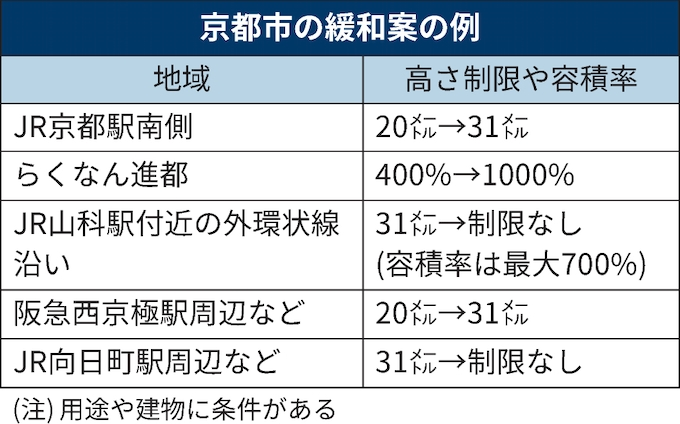 京都市の緩和案の例
地域 高さ制限や容積率
JR京都駅南側 20㍍→31㍍
らくなん進都 400%→1000%
JR山科駅付近の外環状線 31㍍→制限なし
沿い (容積率は最大700%)
阪急西京極駅周辺など 20㍍→31㍍
JR向日町駅周辺など 31㍍→制限なし
(注)用途や建物に条件がある